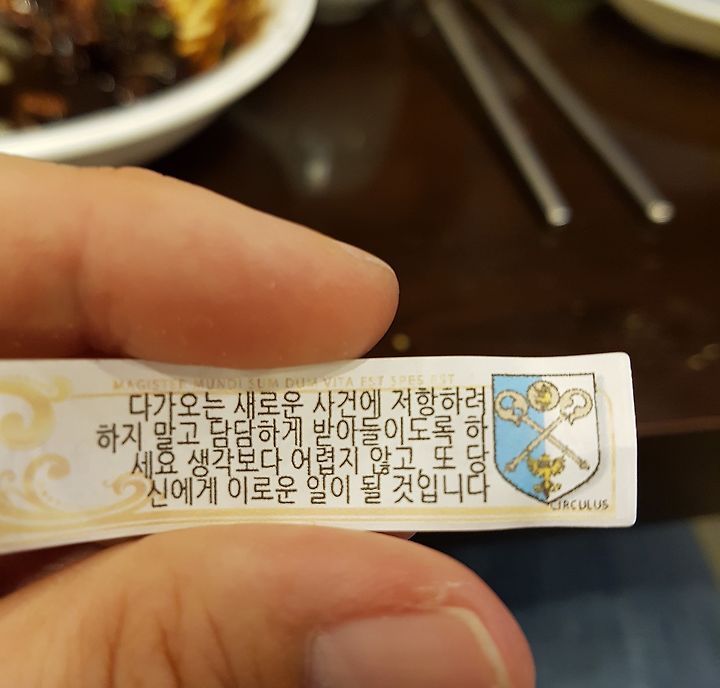 MAGISTER MUNDI SUM DUM VITA EST SPES EST
다가오는 새로운 사건에 저항하려
하지 말고 담담하게 받아들이도록 하
세요 생각보다 어렵지 않고, 또 당
신에게 이로운 일이 될 것입니다
CIRCULUS